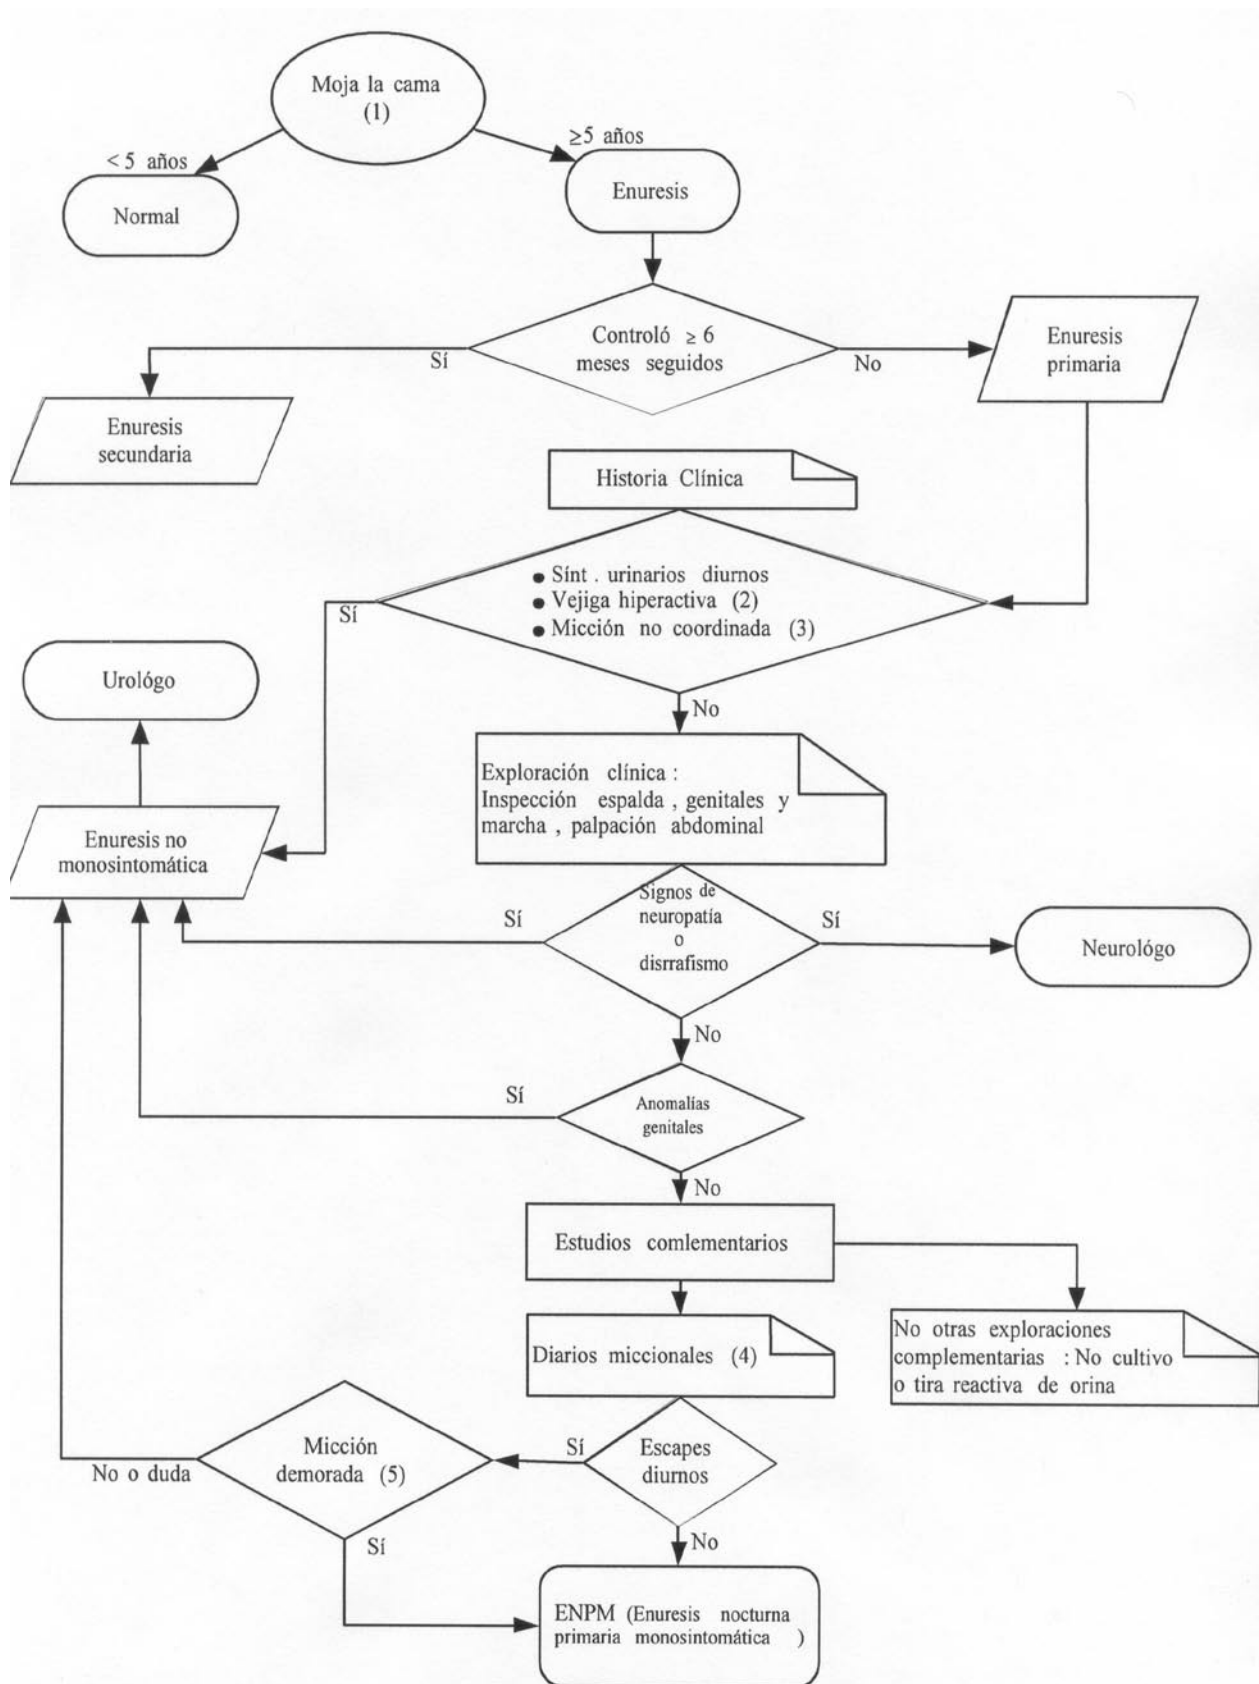 Moja la cama
(1)
< 5 años
≥5 años
Normal
Enuresis
Controló ≥ 6
meses seguidos
Sí
No
Enuresis
primaria
Enuresis
secundaria
Historia Clínica
● Sínt . urinarios diurnos
● Vejiga hiperactiva (2)
● Micción no coordinada (3)
Sí
No
Urológo
Exploración clínica :
Inspección espalda , genitales y
marcha , palpación abdominal
Enuresis no
monosintomática
Signos de
neuropatía
o
disrrafismo
Sí
Sí
Neurológo
No
Anomalías
genitales
Sí
No
Estudios comlementarios
Diarios miccionales (4)
No otras exploraciones
complementarias : No cultivo
o tira reactiva de orina
Escapes
diurnos
Sí
Micción
demorada (5)
No o duda
Sí
No
ENPM (Enuresis nocturna
primaria monosintomática )